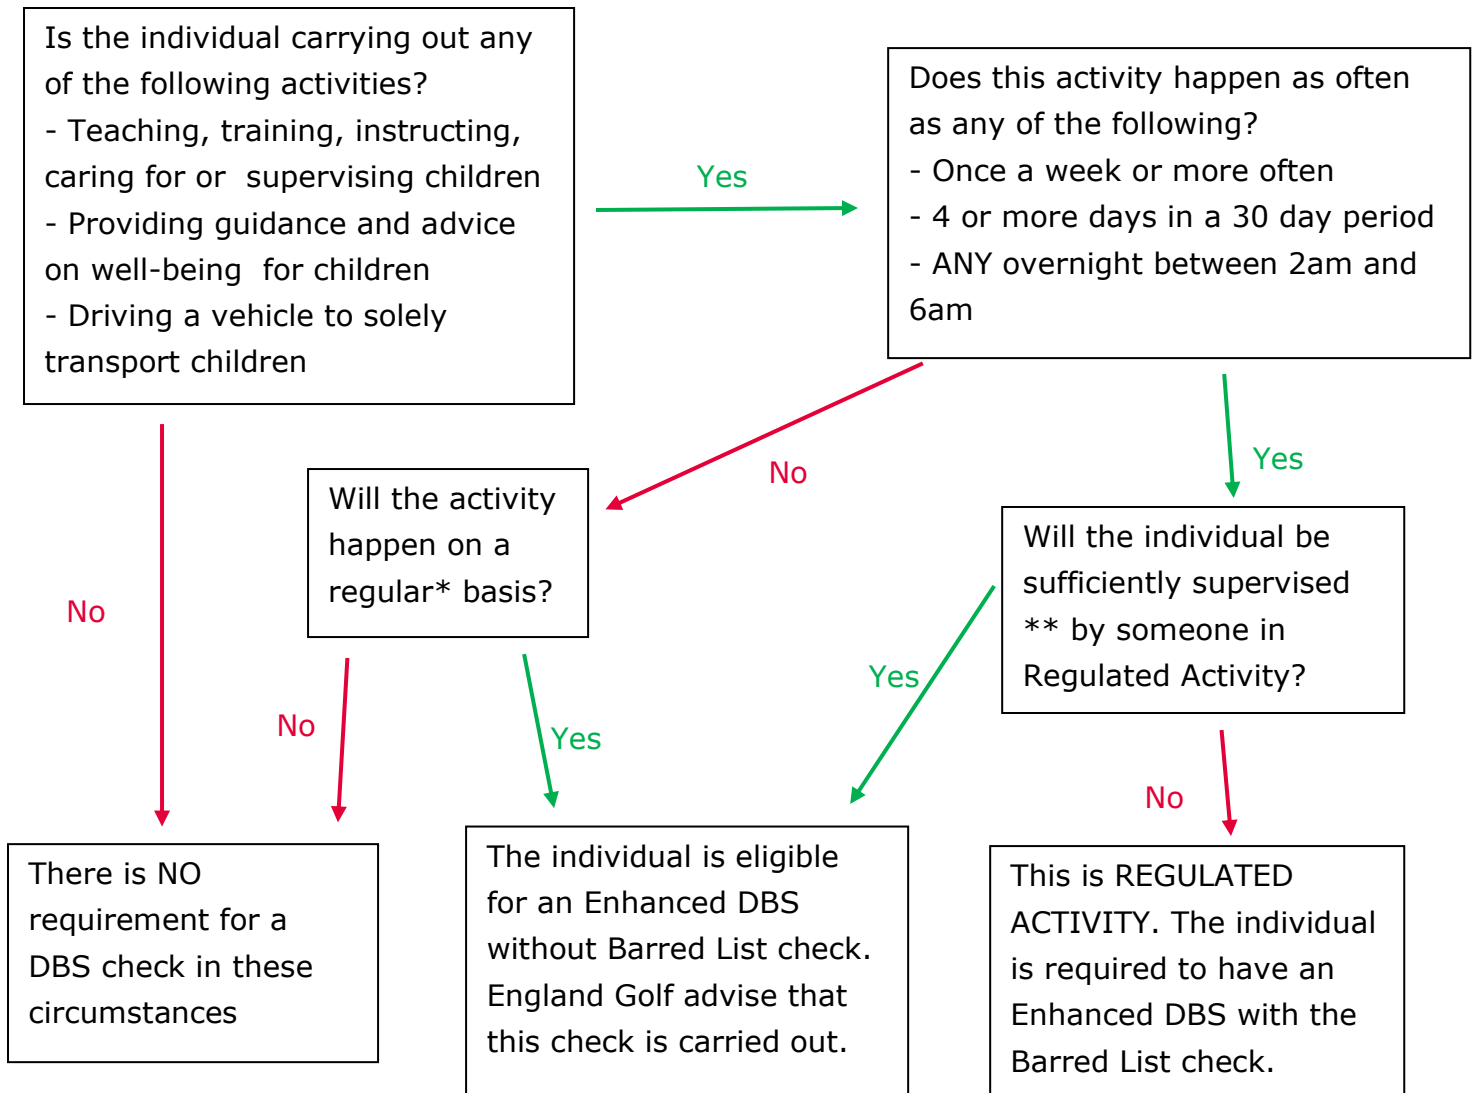 Is the individual carrying out any
of the following activities?
- Teaching, training, instructing,
caring for or  supervising children
- Providing guidance and advice
on well-being  for children
- Driving a vehicle to solely
transport children
Yes
Does this activity happen as often
as any of the following?
- Once a week or more often
- 4 or more days in a 30 day period
- ANY overnight between 2am and
6am
No
Yes
Will the activity
happen on a
regular* basis?
Will the individual be
sufficiently supervised
** by someone in
Regulated Activity?
No
No
Yes
Yes
No
There is NO
requirement for a
DBS check in these
circumstances
The individual is eligible
for an Enhanced DBS
without Barred List check.
England Golf advise that
this check is carried out.
This is REGULATED
ACTIVITY. The individual
is required to have an
Enhanced DBS with the
Barred List check.